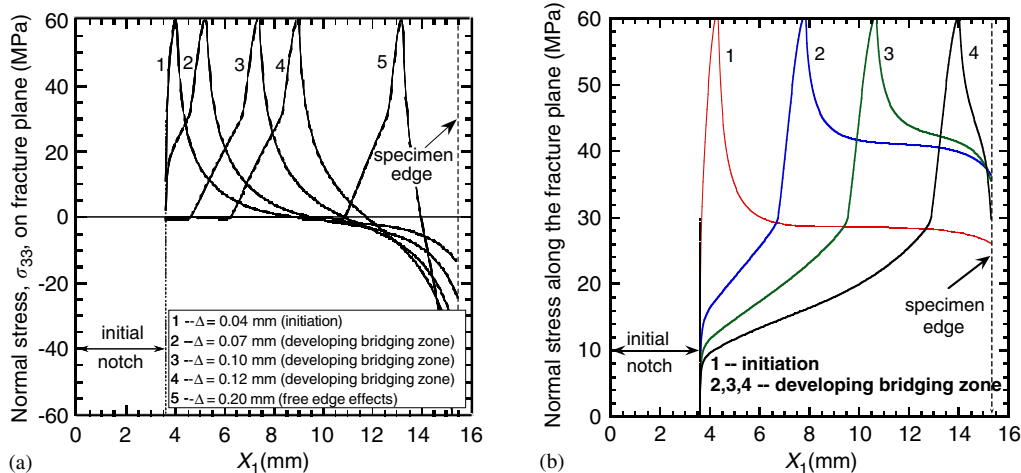 Normal stress, σ33, on fracture plane (MPa)
60
40
20
0
-20
-40
-60
1
2
3
4
5
specimen
edge
initial
notch
1 --Δ = 0.04 mm (initiation)
2 --Δ = 0.07 mm (developing bridging zone)
3 --Δ = 0.10 mm (developing bridging zone)
4 --Δ = 0.12 mm (developing bridging zone)
5 --Δ = 0.20 mm (free edge effects)
0 2 4 6 8 10 12 14 16
X1(mm)
(a)
Normal stress along the fracture plane (MPa)
60
50
40
30
20
10
0
1
2
3
4
initial
notch
specimen
edge
1 -- initiation
2,3,4 -- developing bridging zone
0 2 4 6 8 10 12 14 16
X1(mm)
(b)